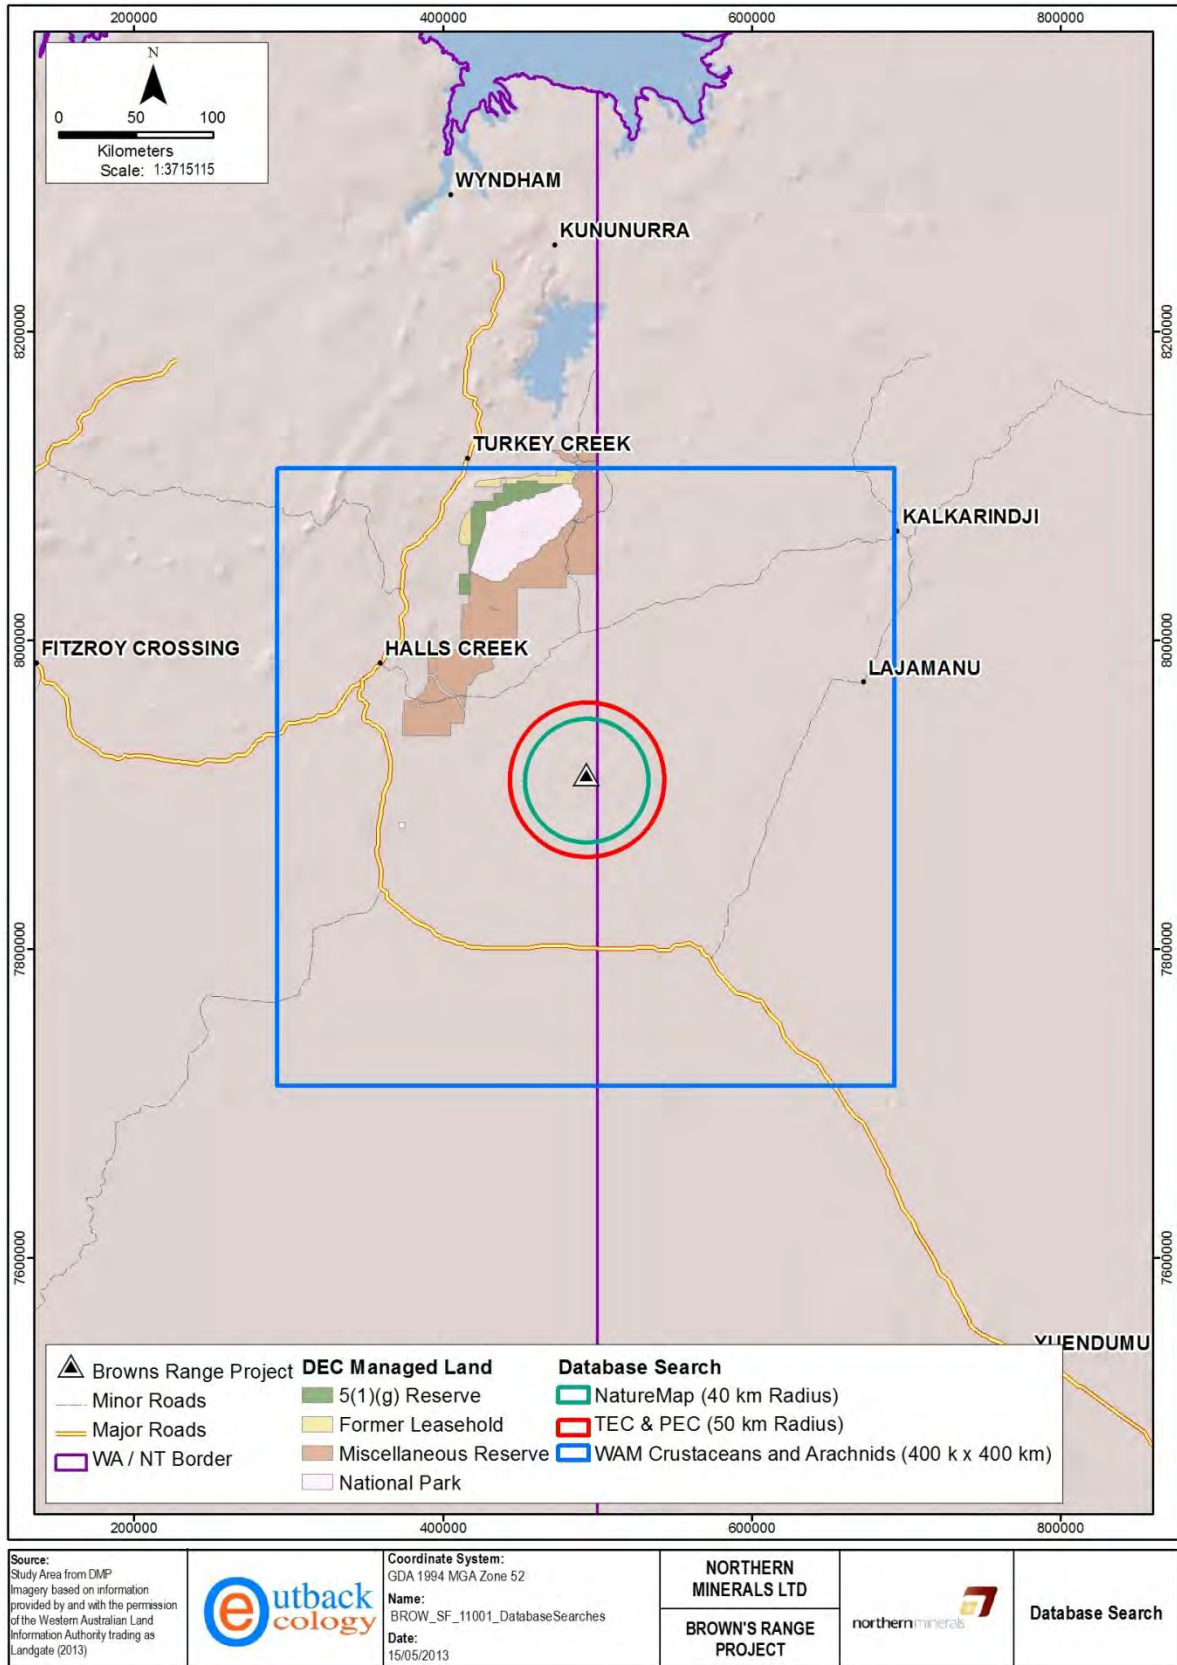 200000
400000
600000
800000
N
0 50 100
Kilometers
Scale: 1:3715115
WYNDHAM
KUNUNURRA
8200000
8200000
TURKEY CREEK
KALKARINDJI
8000000
8000000
FITZROY CROSSING
HALLS CREEK
LAJAMANU
7800000
7800000
7600000
7600000
YUENDUMU
Browns Range Project
Minor Roads
Major Roads
WA / NT Border
DEC Managed Land
5(1)(g) Reserve
Former Leasehold
Miscellaneous Reserve
National Park
Database Search
NatureMap (40 km Radius)
TEC & PEC (50 km Radius)
WAM Crustaceans and Arachnids (400 k x 400 km)
200000
400000
600000
800000
Source:
Study Area from DMP
Imagery based on information
provided by and with the permission
of the Western Australian Land
Information Authority trading as
Landgate (2013)
eutback
cology
Coordinate System:
GDA 1994 MGA Zone 52
Name:
BROW_SF_11001_DatabaseSearches
Date:
15/05/2013
NORTHERN
MINERALS LTD
BROWN'S RANGE
PROJECT
northernminerals
Database Search